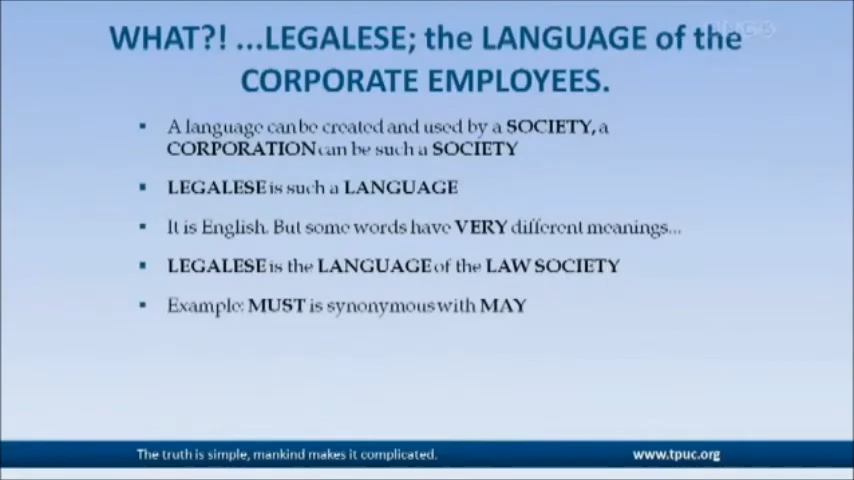 WHAT?! ...LEGALESE; the LANGUAGE of the
CORPORATE EMPLOYEES.
A language can be created and used by a SOCIETY, a
CORPORATION can be such a SOCIETY
LEGALESE is such a LANGUAGE
It is English. But some words have VERY different meanings...
LEGALESE is the LANGUAGE of the LAW SOCIETY
Example: MUST is synonymous with MAY
The truth is simple, mankind makes it complicated.
www.tpuc.org